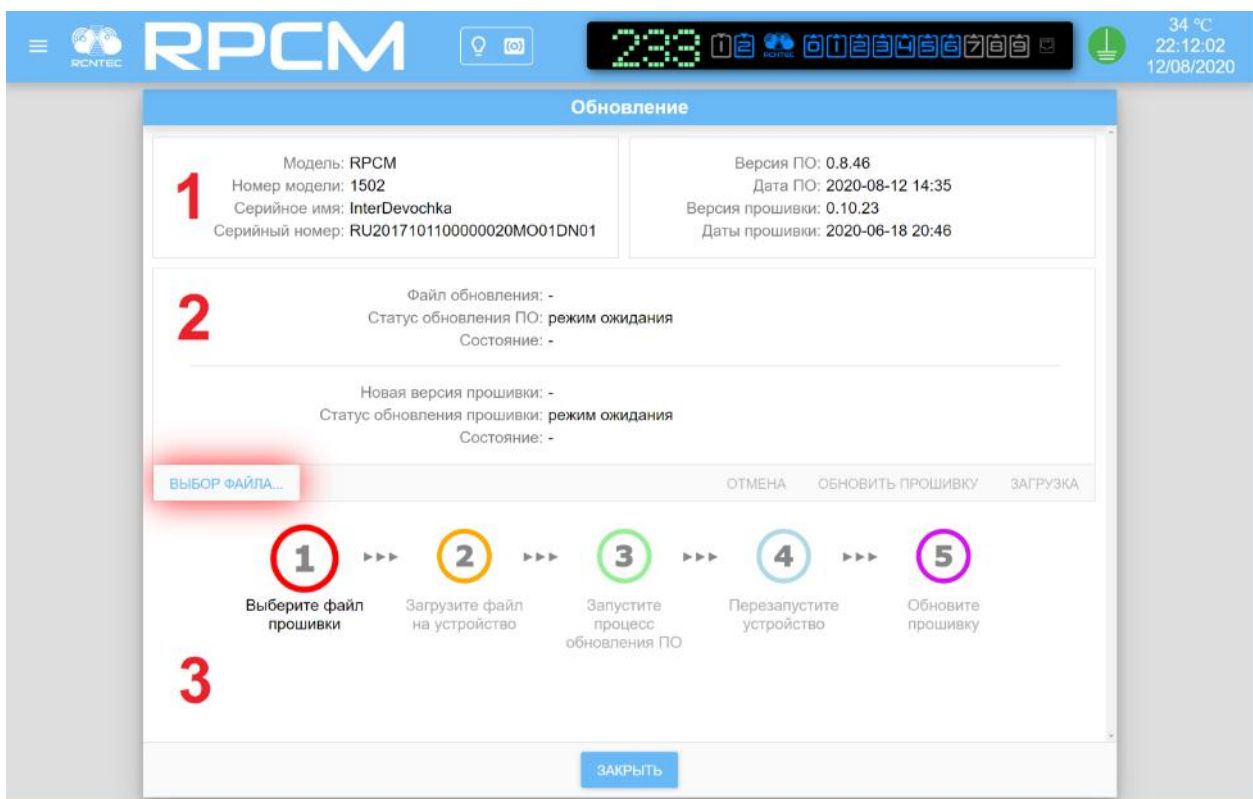 RCNTEC
RPCM
233 12 RCNTEC 0123456789
34 °C
22:12:02
12/08/2020
Обновление
1
Модель: RPCM
Номер модели: 1502
Серийное имя: InterDevochka
Серийный номер: RU2017101100000020MO01DN01
Версия ПО: 0.8.46
Дата ПО: 2020-08-12 14:35
Версия прошивки: 0.10.23
Даты прошивки: 2020-06-18 20:46
2
Файл обновления: -
Статус обновления ПО: режим ожидания
Состояние: -
Новая версия прошивки: -
Статус обновления прошивки: режим ожидания
Состояние: -
ВЫБОР ФАЙЛА...
ОТМЕНА ОБНОВИТЬ ПРОШИВКУ ЗАГРУЗКА
1
Выберите файл
прошивки
2
Загрузите файл
на устройство
3
Запустите
процесс
обновления ПО
4
Перезапустите
устройство
5
Обновите
прошивку
3
ЗАКРЫТЬ